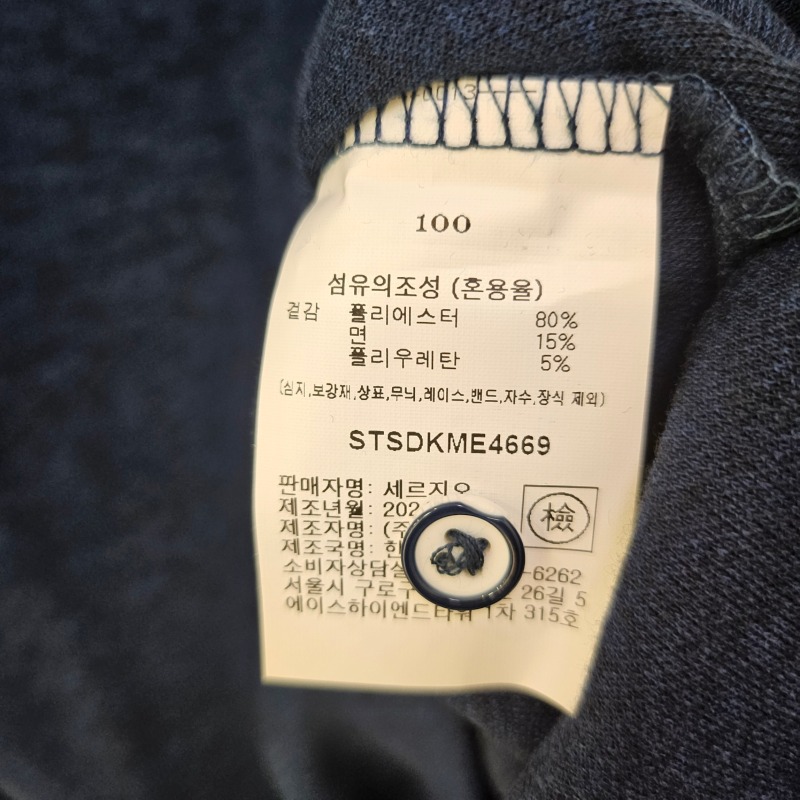 100
섬유의조성 (혼용율)
겉감 폴리에스터 80%
면 15%
폴리우레탄 5%
(심지,보강재,상표,무늬,레이스,밴드,자수,장식 제외)
STSDKME4669
판매자명: 세르지오
제조년월: 202
제조자명: (주
제조국명: 한
檢
소비자상담실 -6262
서울시 구로구 26길 5
에이스하이엔드타워 1차 315호